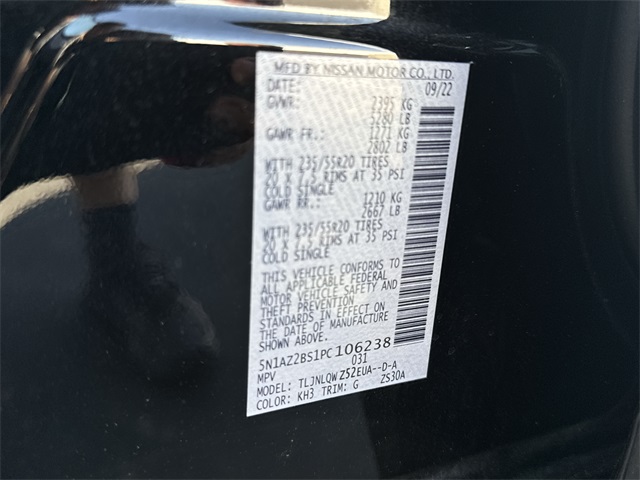 MFD BY NISSAN MOTOR CO., LTD.
DATE: 09/22
GVWR: 2395 KG
5280 LB
GAWR FR.: 1271 KG
2802 LB
WITH 235/55R20 TIRES
20 X 7.5 RIMS AT 35 PSI
COLD SINGLE
GAWR RR.: 1210 KG
2667 LB
WITH 235/55R20 TIRES
20 X 7.5 RIMS AT 35 PSI
COLD SINGLE
THIS VEHICLE CONFORMS TO
ALL APPLICABLE FEDERAL
MOTOR VEHICLE SAFETY AND
THEFT PREVENTION
STANDARDS IN EFFECT ON
THE DATE OF MANUFACTURE
5N1AZ2BS1PC106238
MPV 031
MODEL: TLJNLQWZ52EUA--D-A
COLOR: KH3 TRIM: G ZS30A